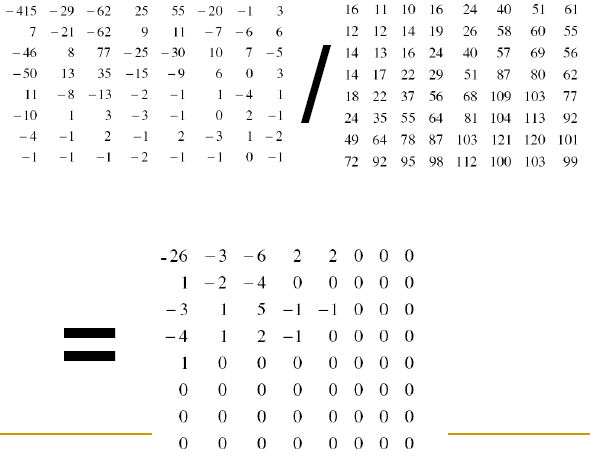 -415 -29 -62 25 55 -20 -1 3
7 -21 -62 9 11 -7 -6 6
-46 8 77 -25 -30 10 7 -5
-50 13 35 -15 -9 6 0 3
11 -8 -13 -2 -1 1 -4 1
-10 1 3 -3 -1 0 2 -1
-4 -1 2 -1 2 -3 1 -2
-1 -1 -1 -2 -1 -1 0 -1
/
16 11 10 16 24 40 51 61
12 12 14 19 26 58 60 55
14 13 16 24 40 57 69 56
14 17 22 29 51 87 80 62
18 22 37 56 68 109 103 77
24 35 55 64 81 104 113 92
49 64 78 87 103 121 120 101
72 92 95 98 112 100 103 99
=
-26 -3 -6 2 2 0 0 0
1 -2 -4 0 0 0 0 0
-3 1 5 -1 -1 0 0 0
-4 1 2 -1 0 0 0 0
1 0 0 0 0 0 0 0
0 0 0 0 0 0 0 0
0 0 0 0 0 0 0 0
0 0 0 0 0 0 0 0